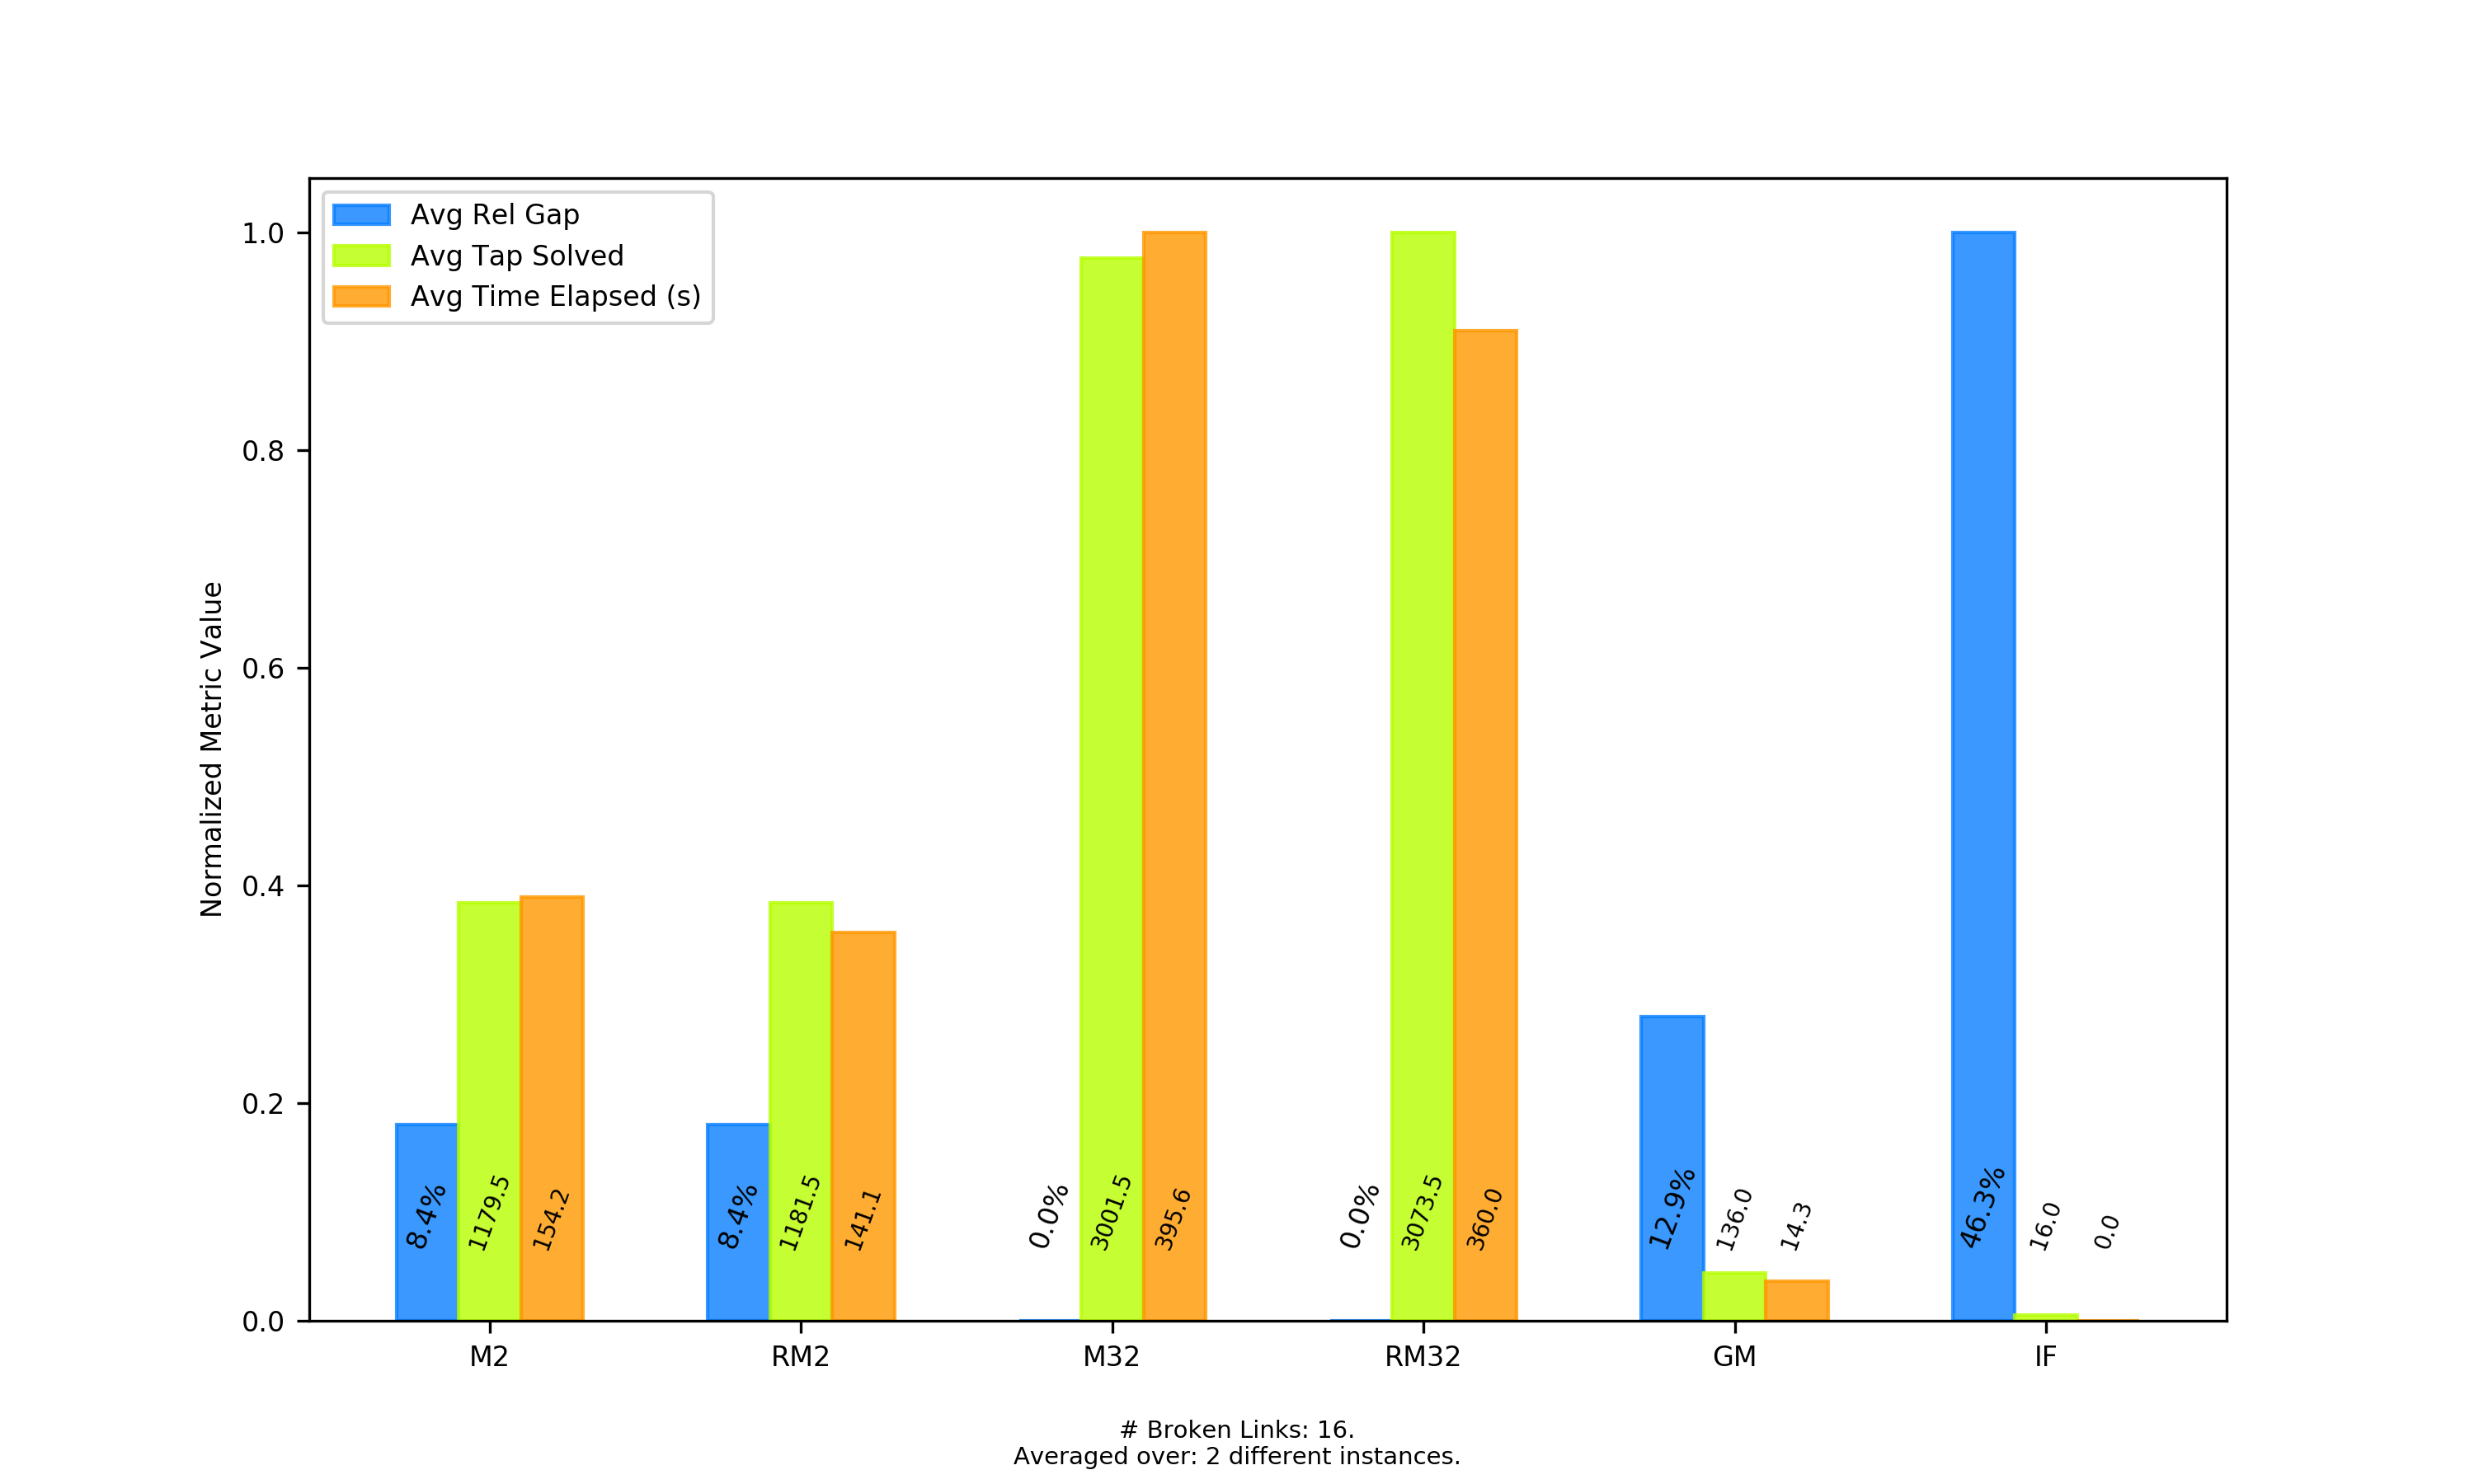 Avg Rel Gap
Avg Tap Solved
Avg Time Elapsed (s)
Normalized Metric Value
1.0
0.8
0.6
0.4
0.2
0.0
8.4%
1179.5
154.2
8.4%
1181.5
141.1
0.0%
3001.5
395.6
0.0%
3073.5
360.0
12.9%
136.0
14.3
46.3%
16.0
0.0
M2
RM2
M32
RM32
GM
IF
# Broken Links: 16.
Averaged over: 2 different instances.